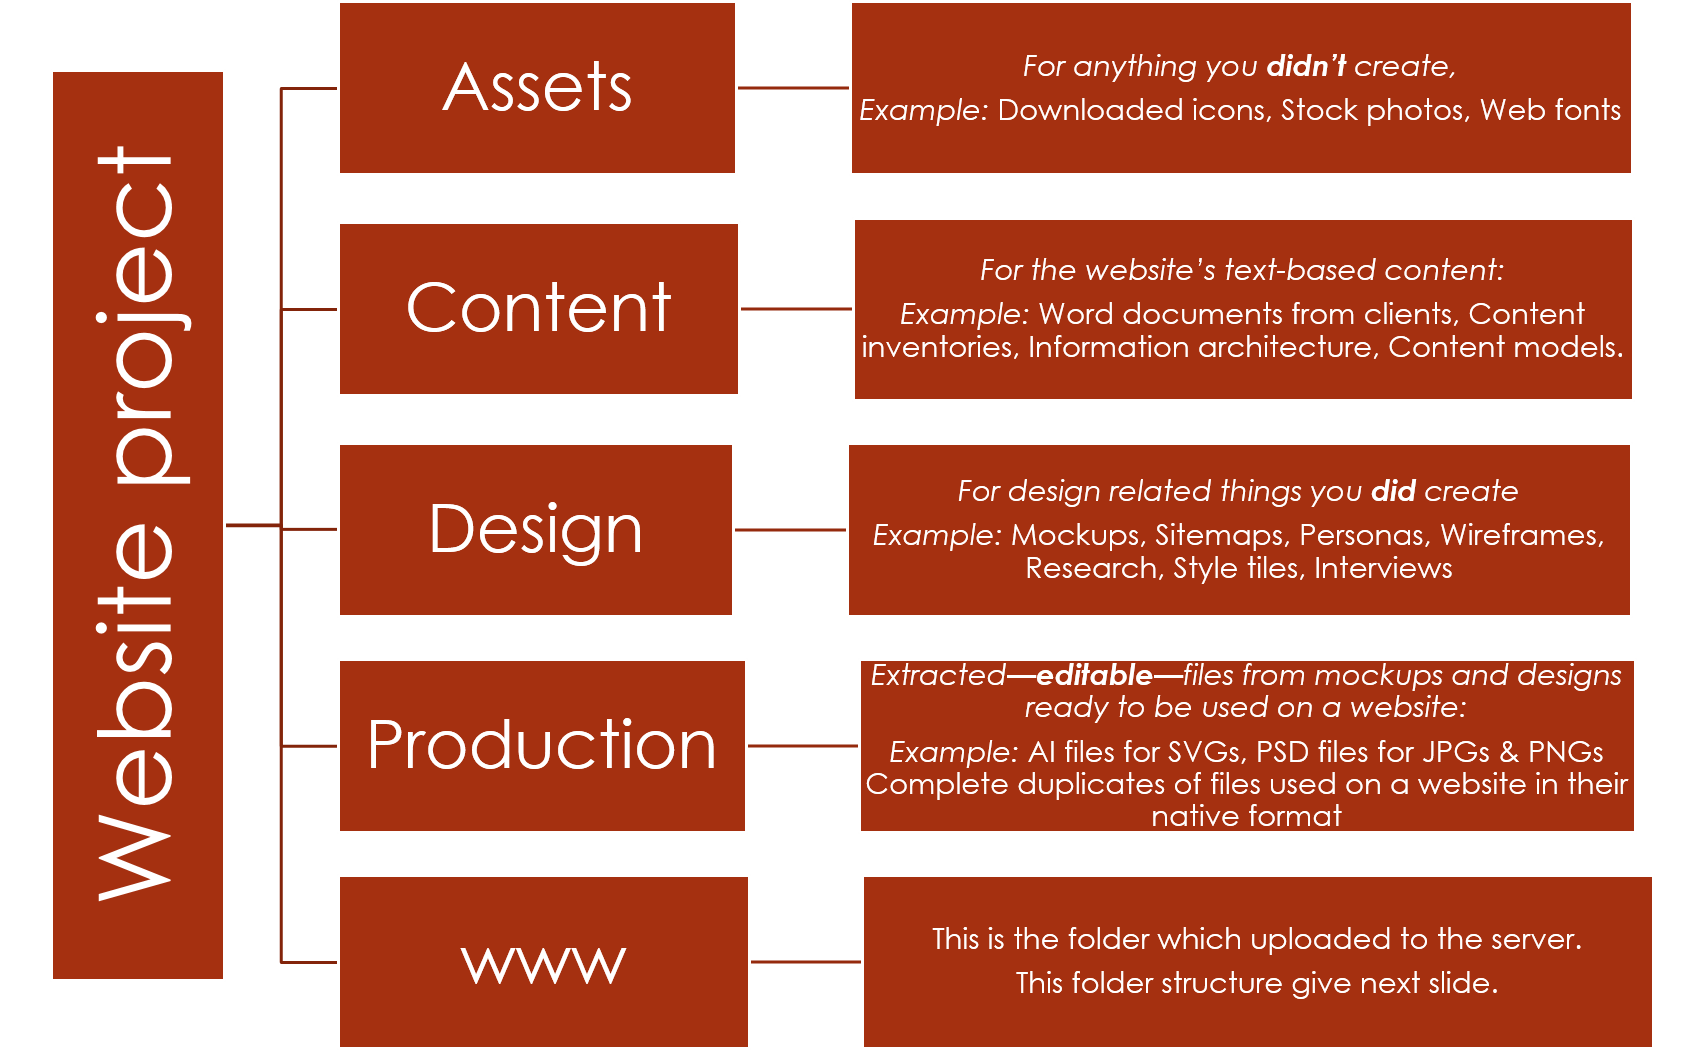 Website project
Assets
For anything you didn’t create,
Example: Downloaded icons, Stock photos, Web fonts
Content
For the website’s text-based content:
Example: Word documents from clients, Content
inventories, Information architecture, Content models.
Design
For design related things you did create
Example: Mockups, Sitemaps, Personas, Wireframes,
Research, Style tiles, Interviews
Production
Extracted—editable—files from mockups and designs
ready to be used on a website:
Example: AI files for SVGs, PSD files for JPGs & PNGs
Complete duplicates of files used on a website in their
native format
www
This is the folder which uploaded to the server.
This folder structure give next slide.